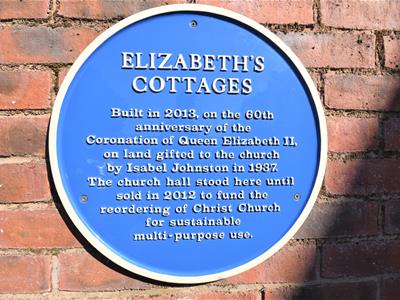 ELIZABETH'S
COTTAGES
Built in 2013, on the 60th
anniversary of the
Coronation of Queen Elizabeth II,
on land gifted to the church
by Isabel Johnston in 1937.
The church hall stood here until
sold in 2012 to fund the
reordering of Christ Church
for sustainable
multi-purpose use.